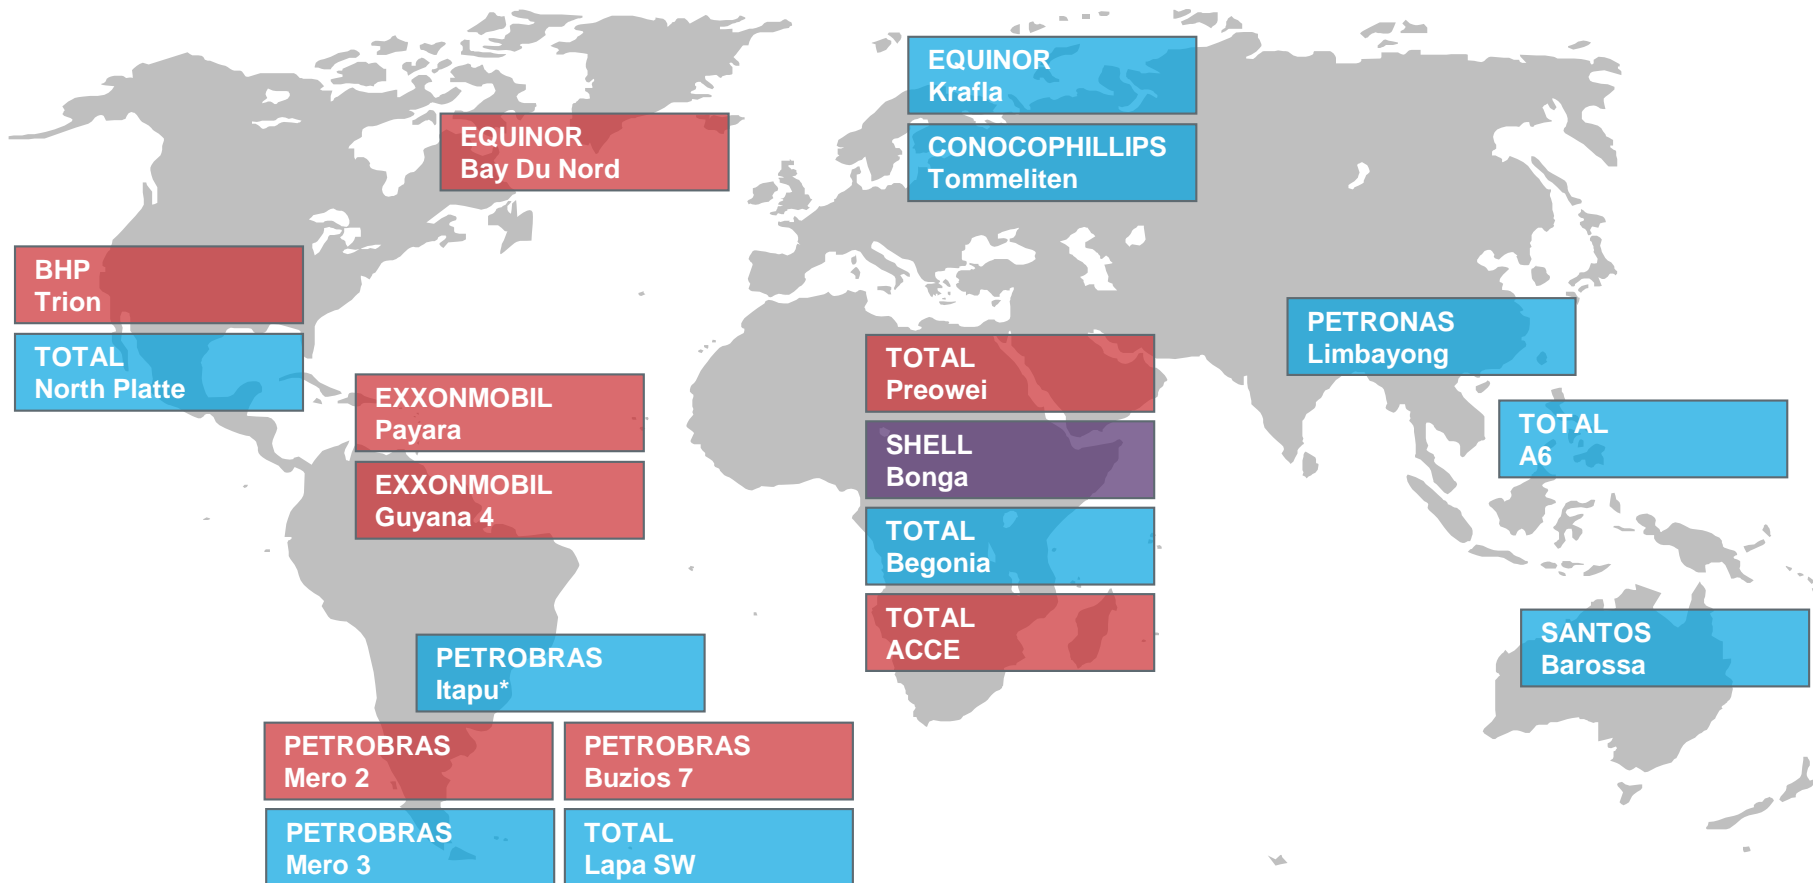 EQUINOR
Krafla
EQUINOR
Bay Du Nord
CONOCOPHILLIPS
Tommeliten
BHP
Trion
TOTAL
North Platte
EXXONMOBIL
Payara
EXXONMOBIL
Guyana 4
TOTAL
Preowei
SHELL
Bonga
TOTAL
Begonia
TOTAL
ACCE
PETRONAS
Limbayong
TOTAL
A6
SANTOS
Barossa
PETROBRAS
Itapu*
PETROBRAS
Mero 2
PETROBRAS
Buzios 7
PETROBRAS
Mero 3
TOTAL
Lapa SW